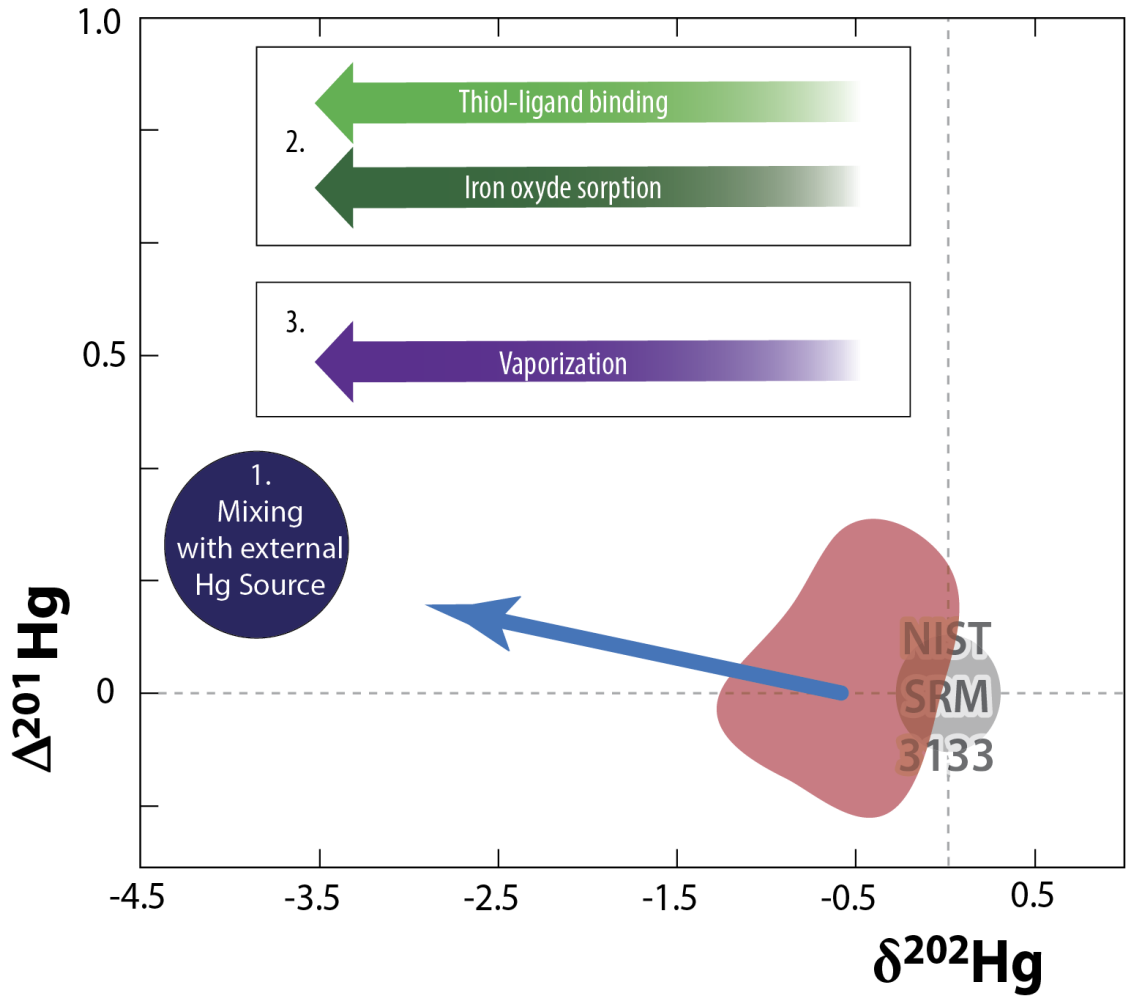 1.0
Thiol-ligand binding
2.
Iron oxyde sorption
3.
0.5
Vaporization
1.
Mixing
with external
Hg Source
NIST
SRM
3133
0
Δ²⁰¹Hg
-4.5
-3.5
-2.5
-1.5
-0.5
0.5
δ²⁰²Hg